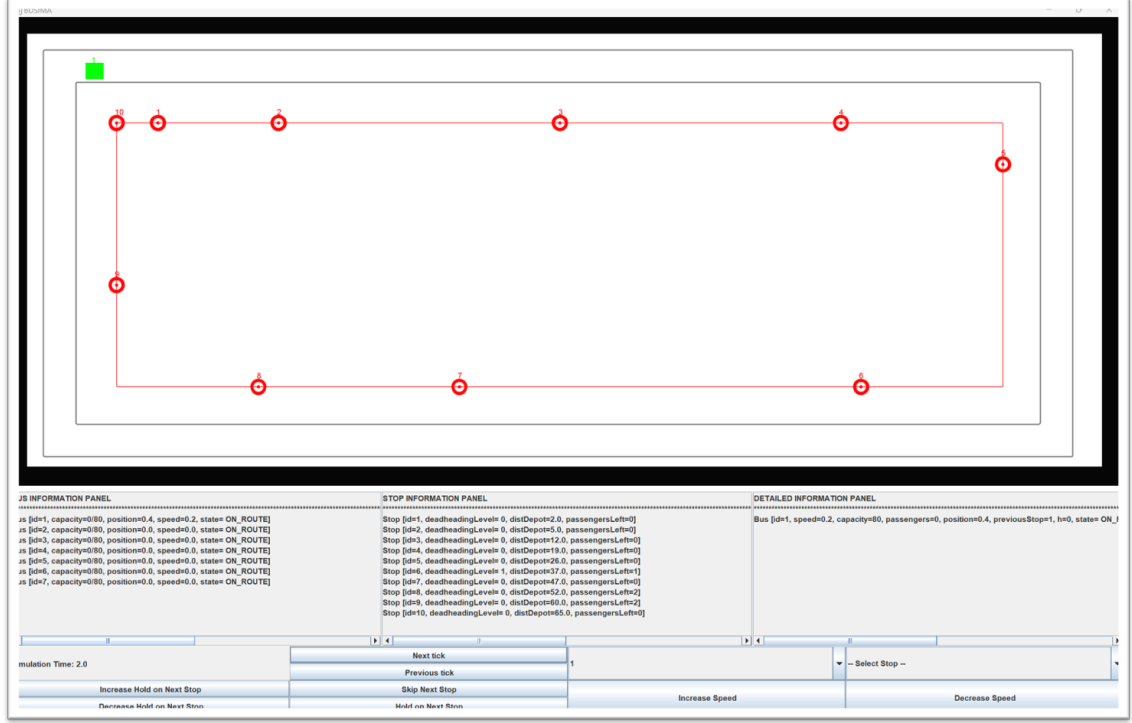 BUSIMA
1
10
1
2
3
4
5
9
8
7
6
US INFORMATION PANEL
us [id=1, capacity=0/80, position=0.4, speed=0.2, state= ON_ROUTE]
us [id=2, capacity=0/80, position=0.0, speed=0.0, state= ON_ROUTE]
us [id=3, capacity=0/80, position=0.0, speed=0.0, state= ON_ROUTE]
us [id=4, capacity=0/80, position=0.0, speed=0.0, state= ON_ROUTE]
us [id=5, capacity=0/80, position=0.0, speed=0.0, state= ON_ROUTE]
us [id=6, capacity=0/80, position=0.0, speed=0.0, state= ON_ROUTE]
us [id=7, capacity=0/80, position=0.0, speed=0.0, state= ON_ROUTE]
STOP INFORMATION PANEL
Stop [id=1, deadheadingLevel= 0, distDepot=2.0, passengersLeft=0]
Stop [id=2, deadheadingLevel= 0, distDepot=5.0, passengersLeft=0]
Stop [id=3, deadheadingLevel= 0, distDepot=12.0, passengersLeft=0]
Stop [id=4, deadheadingLevel= 0, distDepot=19.0, passengersLeft=0]
Stop [id=5, deadheadingLevel= 0, distDepot=26.0, passengersLeft=0]
Stop [id=6, deadheadingLevel= 1, distDepot=37.0, passengersLeft=1]
Stop [id=7, deadheadingLevel= 0, distDepot=47.0, passengersLeft=0]
Stop [id=8, deadheadingLevel= 0, distDepot=52.0, passengersLeft=2]
Stop [id=9, deadheadingLevel= 0, distDepot=60.0, passengersLeft=2]
Stop [id=10, deadheadingLevel= 0, distDepot=65.0, passengersLeft=0]
DETAILED INFORMATION PANEL
Bus [id=1, speed=0.2, capacity=80, passengers=0, position=0.4, previousStop=1, h=0, state= ON_
mulation Time: 2.0
Next tick
Previous tick
1
-- Select Stop --
Increase Hold on Next Stop
Skip Next Stop
Increase Speed
Decrease Speed
Decrease Hold on Next Stop
Hold on Next Stop